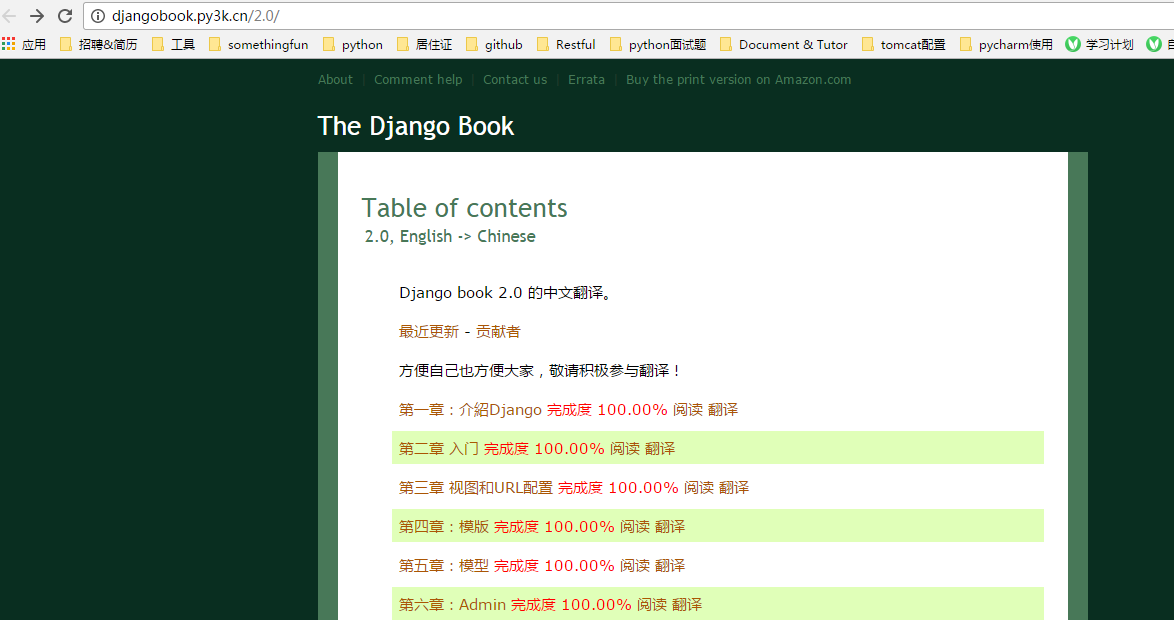 djangobook.py3k.cn/2.0/
应用 招聘&简历 工具 somethingfun python 居住证 github Restful python面试题 Document & Tutor tomcat配置 pycharm使用 学习计划
About | Comment help | Contact us | Errata | Buy the print version on Amazon.com
The Django Book
Table of contents
2.0, English -> Chinese
Django book 2.0 的中文翻译。
最近更新 - 贡献者
方便自己也方便大家，敬请积极参与翻译！
第一章：介紹Django 完成度 100.00% 阅读 翻译
第二章 入门 完成度 100.00% 阅读 翻译
第三章 视图和URL配置 完成度 100.00% 阅读 翻译
第四章：模版 完成度 100.00% 阅读 翻译
第五章：模型 完成度 100.00% 阅读 翻译
第六章：Admin 完成度 100.00% 阅读 翻译